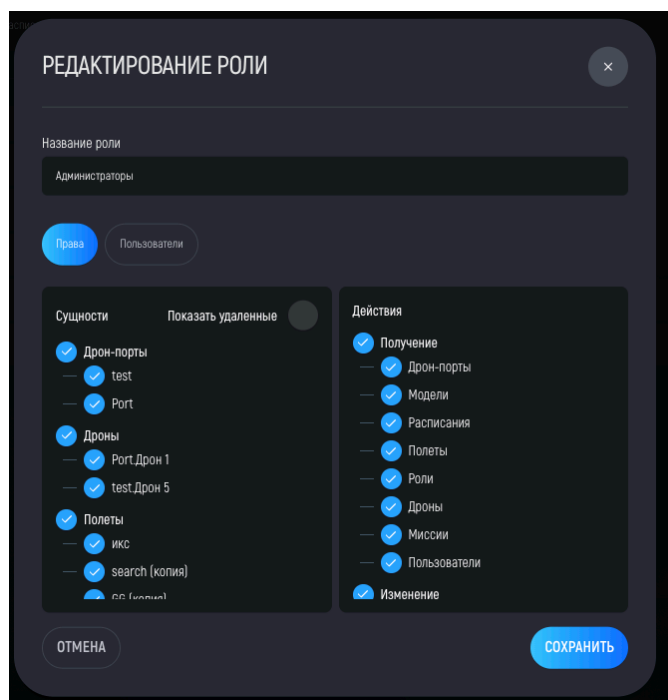 РЕДАКТИРОВАНИЕ РОЛИ
Название роли
Администраторы
Права
Пользователи
Сущности
Показать удаленные
Дрон-порты
test
Port
Дроны
Port.Дрон 1
test.Дрон 5
Полеты
икс
search (копия)
GG (копия)
Действия
Получение
Дрон-порты
Модели
Расписания
Полеты
Роли
Дроны
Миссии
Пользователи
Изменение
ОТМЕНА
СОХРАНИТЬ